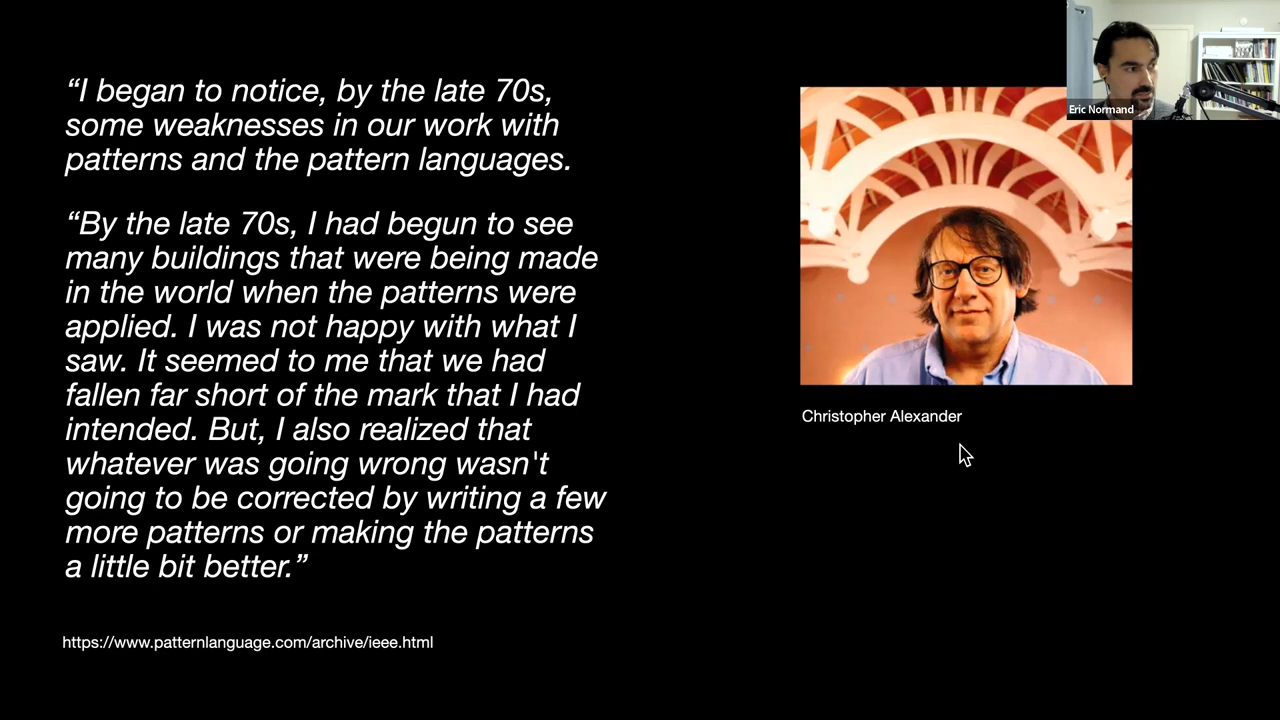 “I began to notice, by the late 70s,
some weaknesses in our work with
patterns and the pattern languages.
“By the late 70s, I had begun to see
many buildings that were being made
in the world when the patterns were
applied. I was not happy with what I
saw. It seemed to me that we had
fallen far short of the mark that I had
intended. But, I also realized that
whatever was going wrong wasn't
going to be corrected by writing a few
more patterns or making the patterns
a little bit better.”
https://www.patternlanguage.com/archive/ieee.html
Eric Normand
Christopher Alexander